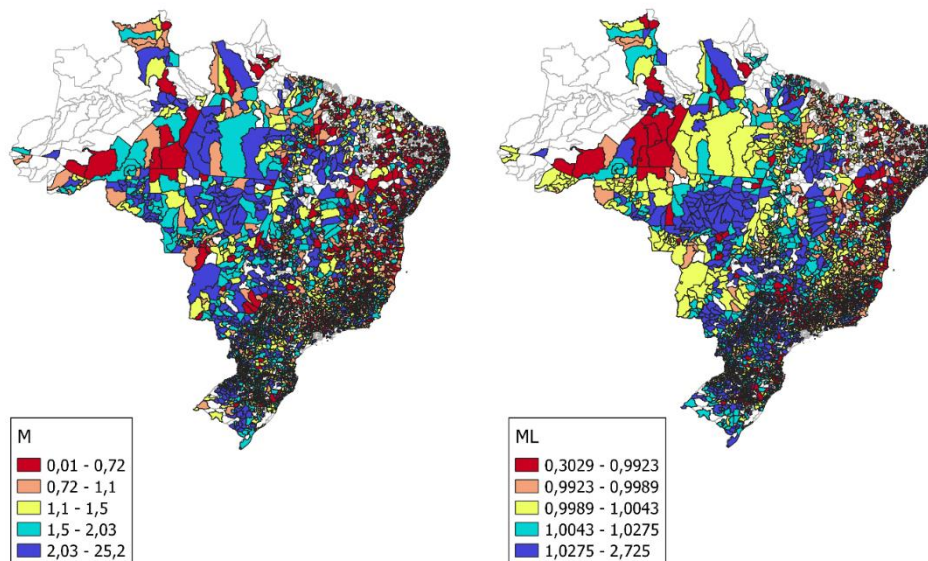 M
0,01 - 0,72
0,72 - 1,1
1,1 - 1,5
1,5 - 2,03
2,03 - 25,2
ML
0,3029 - 0,9923
0,9923 - 0,9989
0,9989 - 1,0043
1,0043 - 1,0275
1,0275 - 2,725